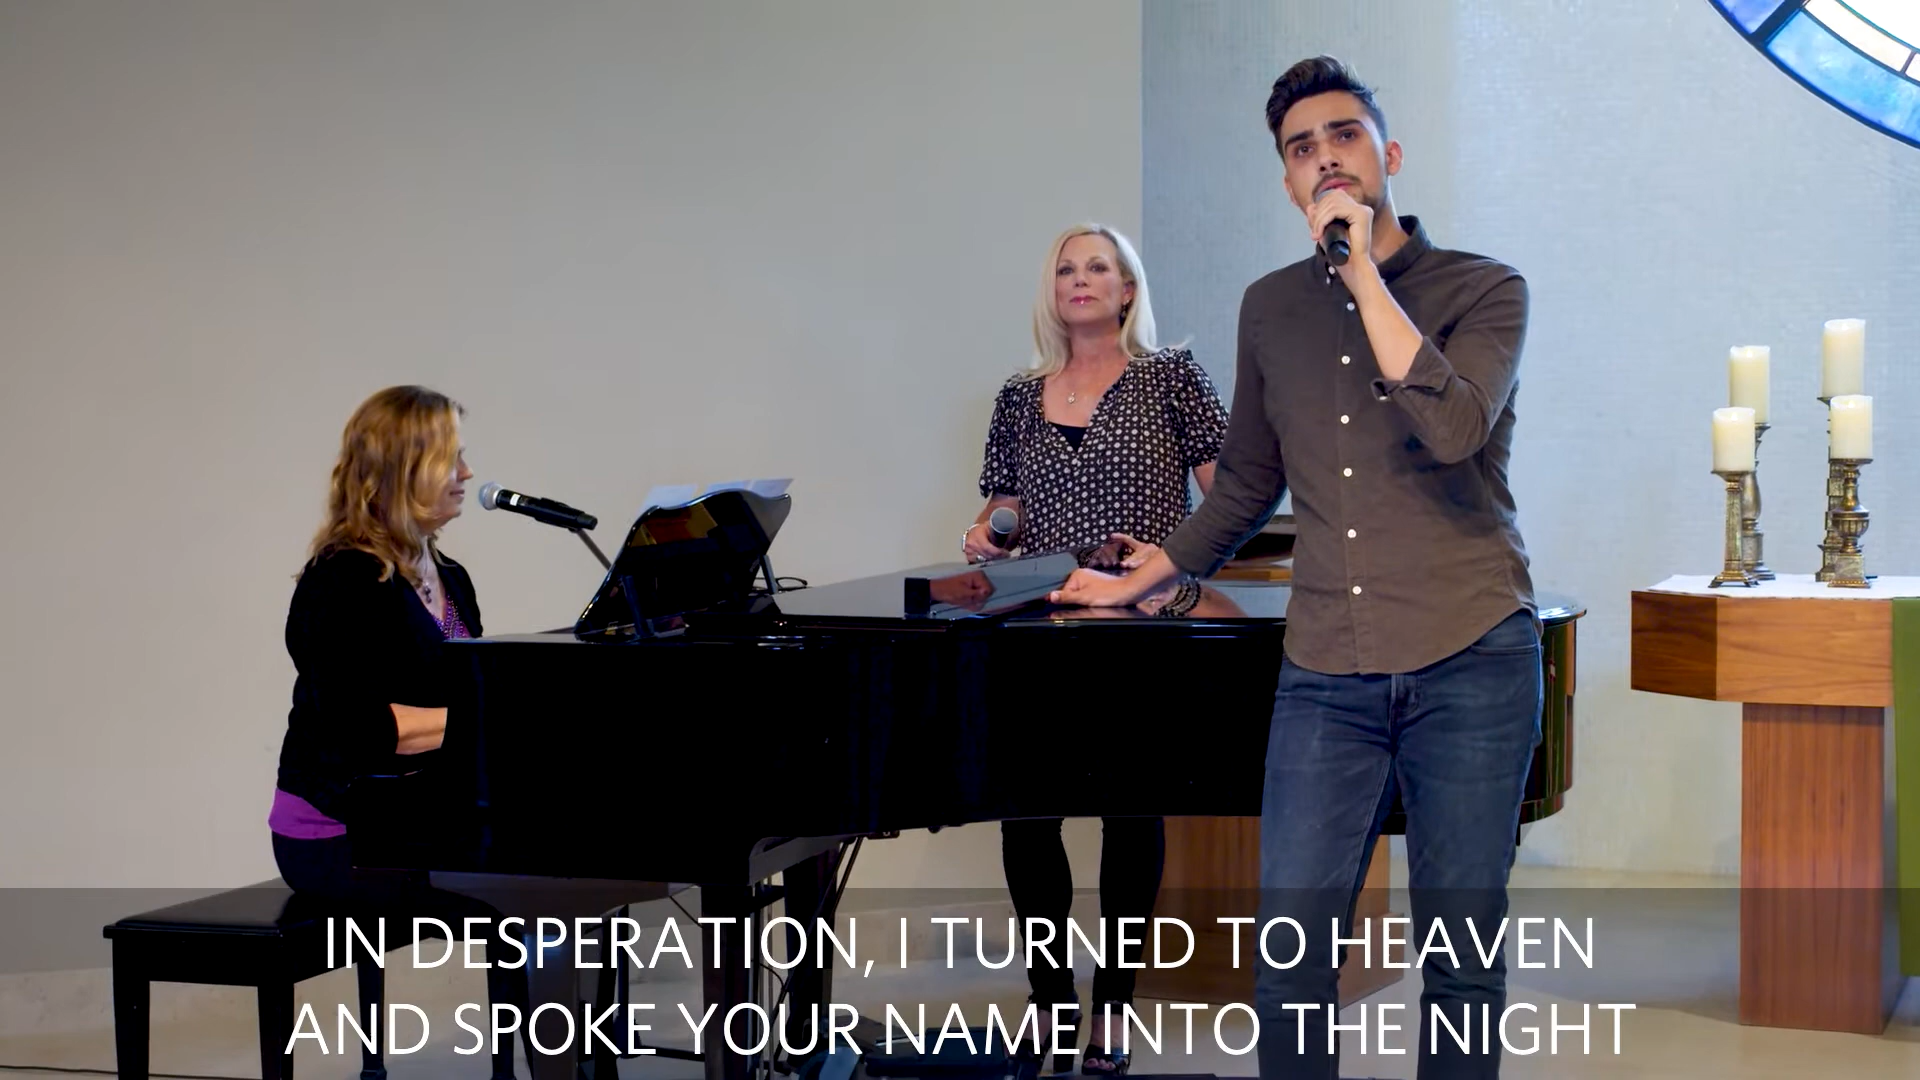 IN DESPERATION, I TURNED TO HEAVEN
AND SPOKE YOUR NAME INTO THE NIGHT